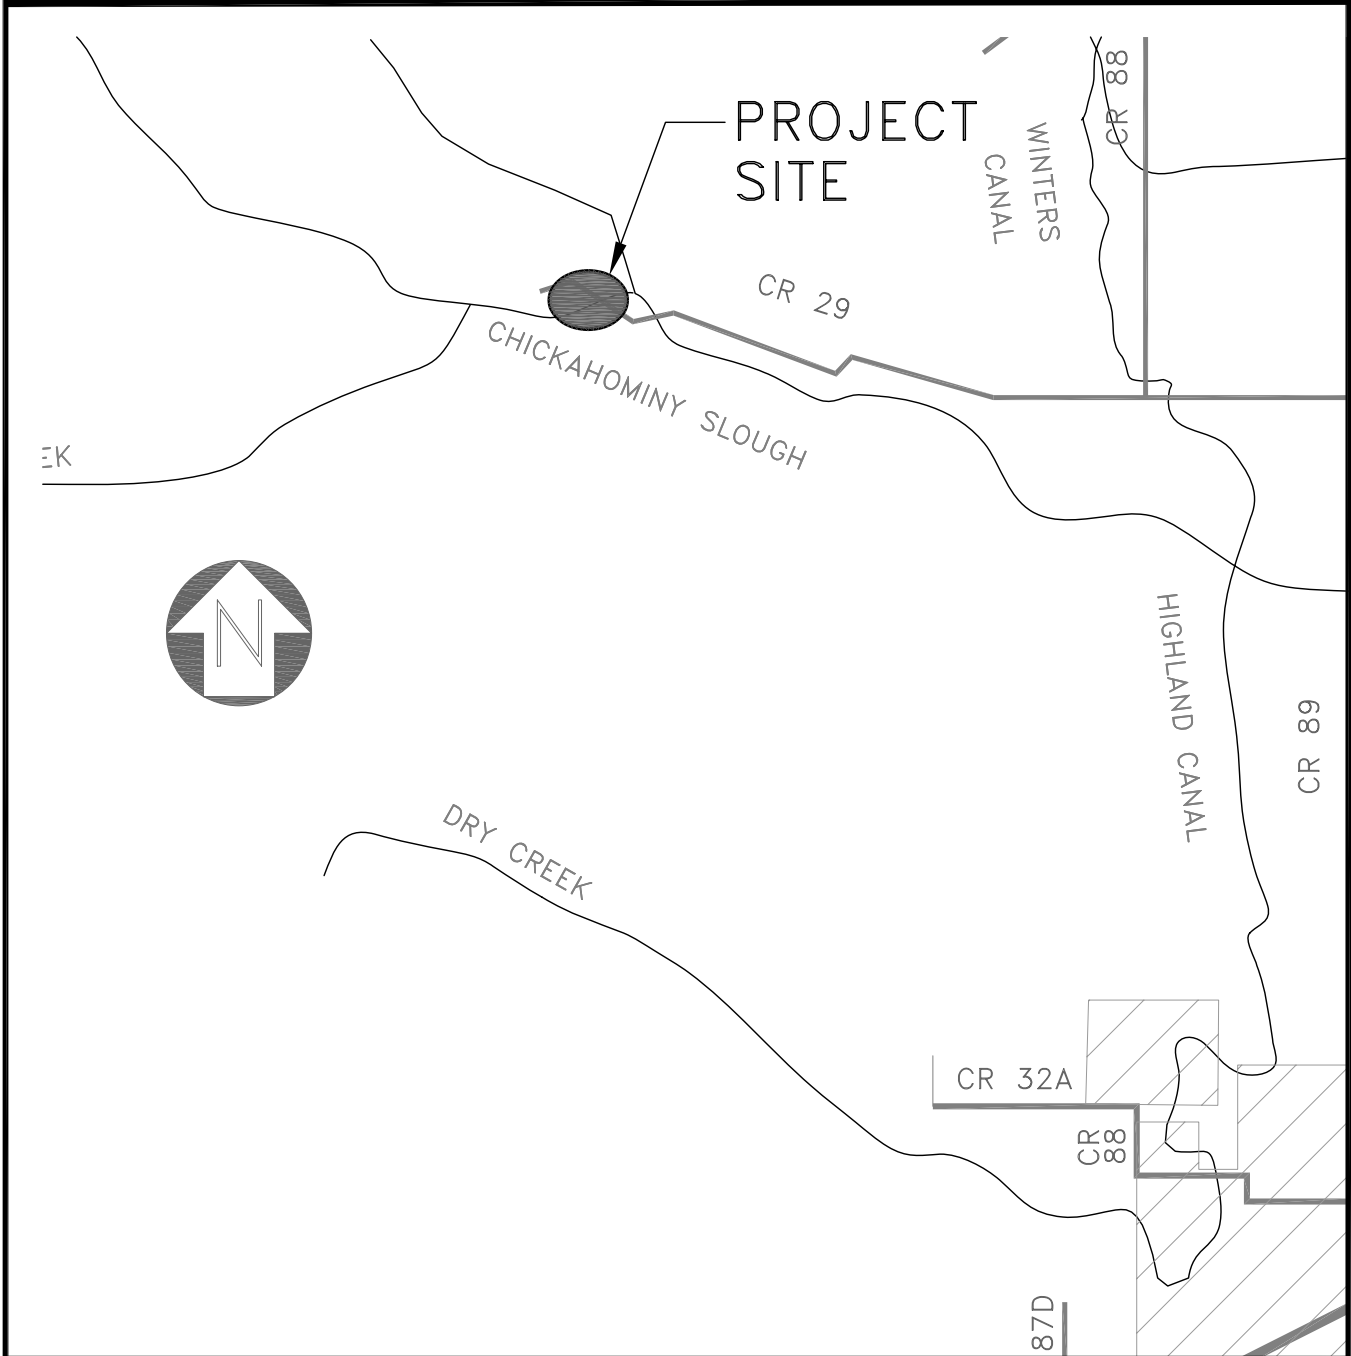 CR 88
PROJECT
SITE
WINTERS
CANAL
CR 29
CHICKAHOMINY SLOUGH
EK
N
HIGHLAND CANAL
CR 89
DRY CREEK
CR 32A
CR
88
87D